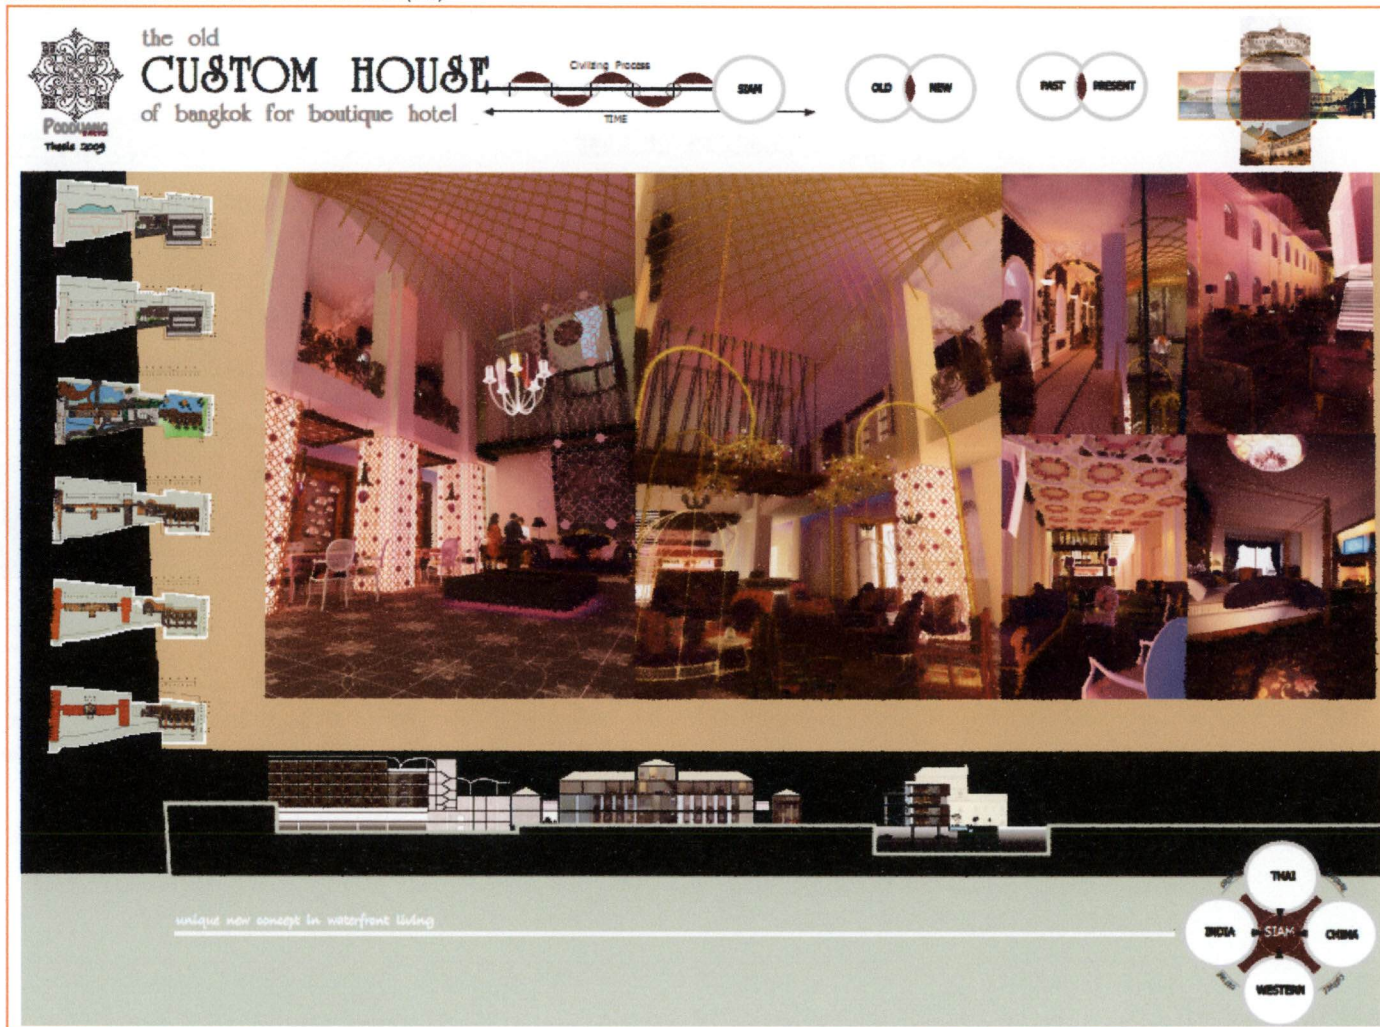 the old
CUSTOM HOUSE
of bangkok for boutique hotel
Thesis 2009
Civilizing Process
SIAM
TIME
OLD
NEW
PAST
PRESENT
unique new concept in waterfront living
THAI
INDIA
SIAM
CHINA
WESTERN